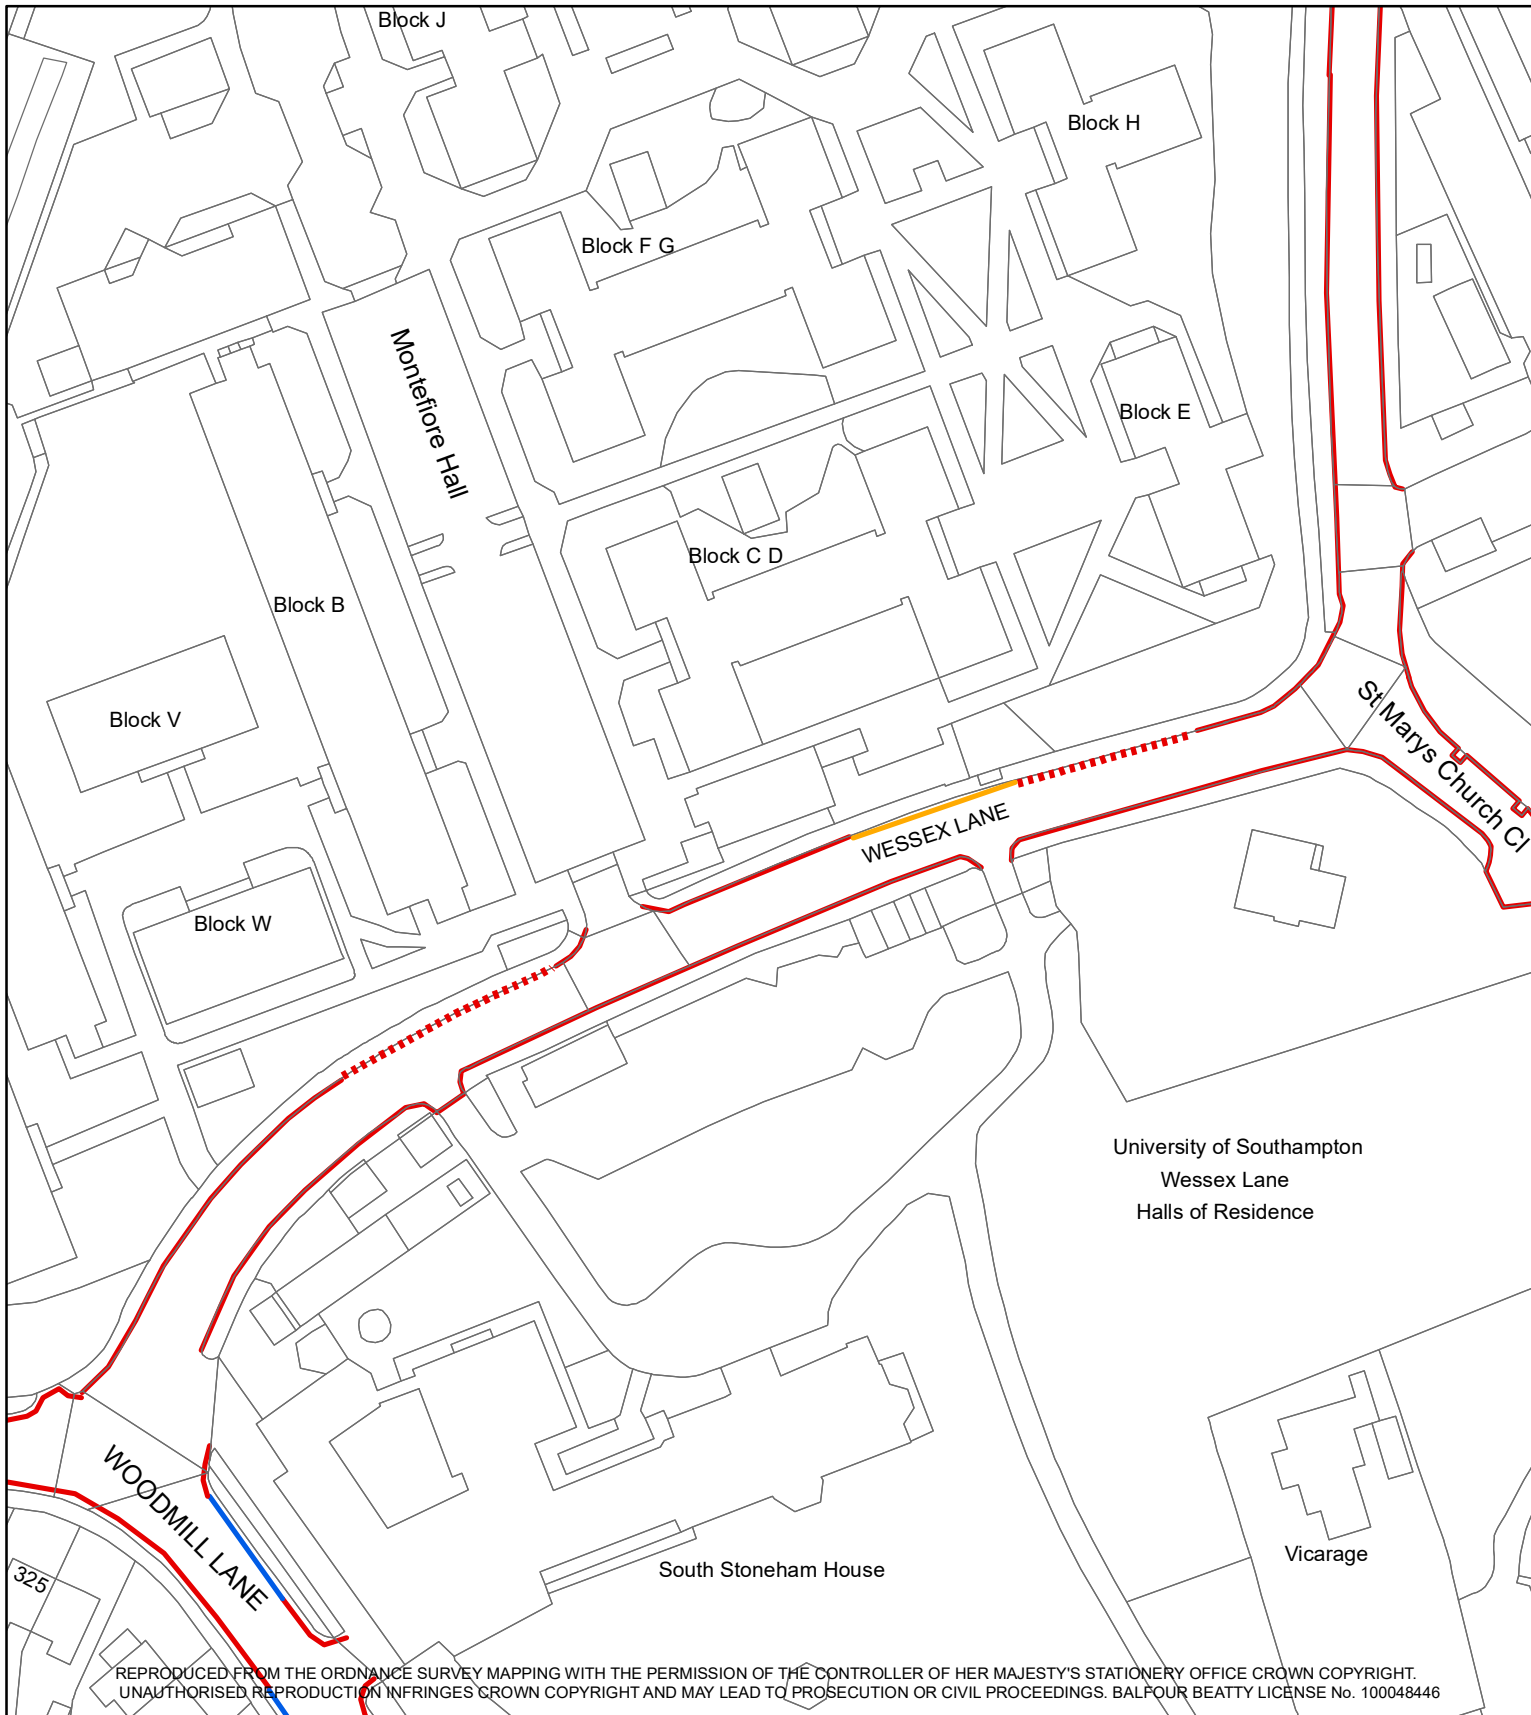 Block J
Block H
Block F G
Montefiore Hall
Block E
Block C D
Block B
Block V
St Marys Church Cl
WESSEX LANE
Block W
University of Southampton
Wessex Lane
Halls of Residence
WOODMILL LANE
Vicarage
South Stoneham House
325
REPRODUCED FROM THE ORDNANCE SURVEY MAPPING WITH THE PERMISSION OF THE CONTROLLER OF HER MAJESTY'S STATIONERY OFFICE CROWN COPYRIGHT.
UNAUTHORISED REPRODUCTION INFRINGES CROWN COPYRIGHT AND MAY LEAD TO PROSECUTION OR CIVIL PROCEEDINGS. BALFOUR BEATTY LICENSE No. 100048446